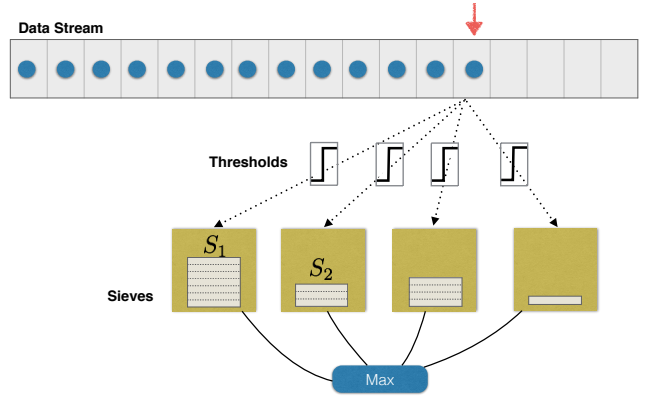 Data Stream
Thresholds
S₁
S₂
Sieves
Max